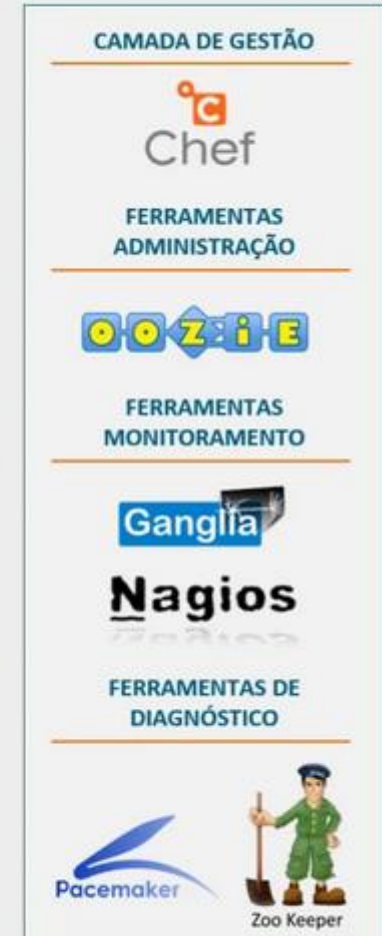 CAMADA DE GESTÃO
C
Chef
FERRAMENTAS
ADMINISTRAÇÃO
OOZiE
FERRAMENTAS
MONITORAMENTO
Ganglia
Nagios
FERRAMENTAS DE
DIAGNÓSTICO
Pacemaker
Zoo Keeper